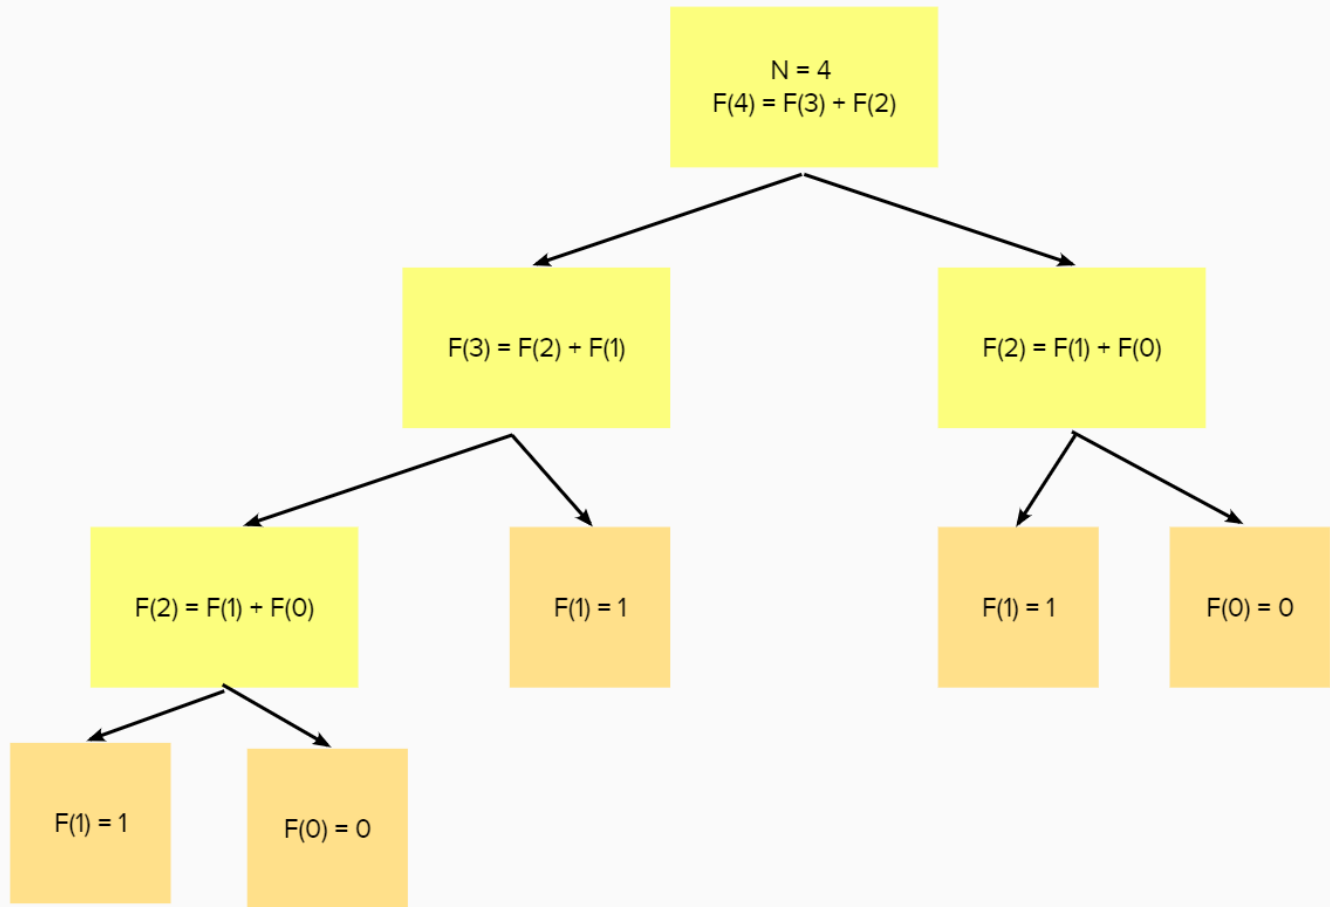 N = 4
F(4) = F(3) + F(2)
F(3) = F(2) + F(1)
F(2) = F(1) + F(0)
F(2) = F(1) + F(0)
F(1) = 1
F(1) = 1
F(0) = 0
F(1) = 1
F(0) = 0